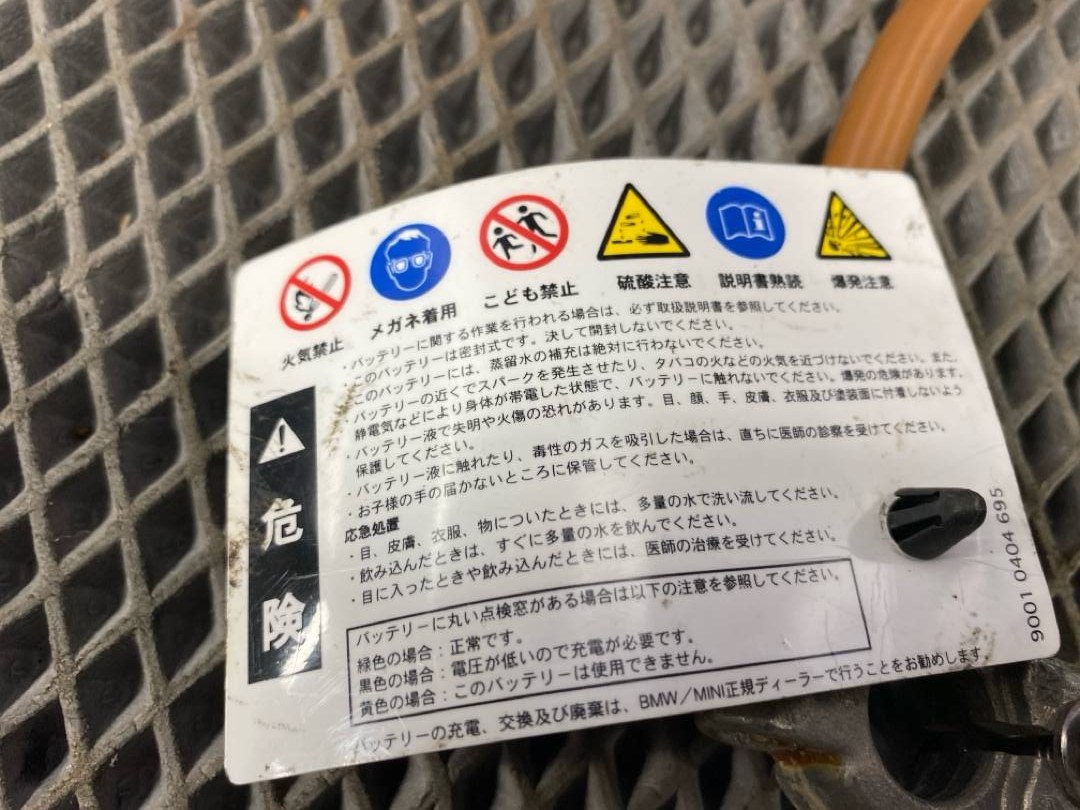 火気禁止
メガネ着用
こども禁止
硫酸注意
説明書熟読
爆発注意
危険
・バッテリーに関する作業を行われる場合は、必ず取扱説明書を参照してください。
このバッテリーは密封式です。決して開封しないでください。
このバッテリーには、蒸留水の補充は絶対に行わないでください。
バッテリーの近くでスパークを発生させたり、タバコの火などの火気を近づけないでください。また、
静電気などにより身体が帯電した状態で、バッテリーに触れないでください。爆発の危険があります。
・バッテリー液で失明や火傷の恐れがあります。目、顔、手、皮膚、衣服及び塗装面に付着しないよう
保護してください。
・バッテリー液に触れたり、毒性のガスを吸引した場合は、直ちに医師の診察を受けてください。
・お子様の手の届かないところに保管してください。
応急処置
・目、皮膚、衣服、物についたときには、多量の水で洗い流してください。
・飲み込んだときは、すぐに多量の水を飲んでください。
・目に入ったときや飲み込んだときには、医師の治療を受けてください。
バッテリーに丸い点検窓がある場合は以下の注意を参照してください。
緑色の場合：正常です。
黒色の場合：電圧が低いので充電が必要です。
黄色の場合：このバッテリーは使用できません。
バッテリーの充電、交換及び廃棄は、BMW／MINI正規ディーラーで行うことをお勧めします
9001 0404 695